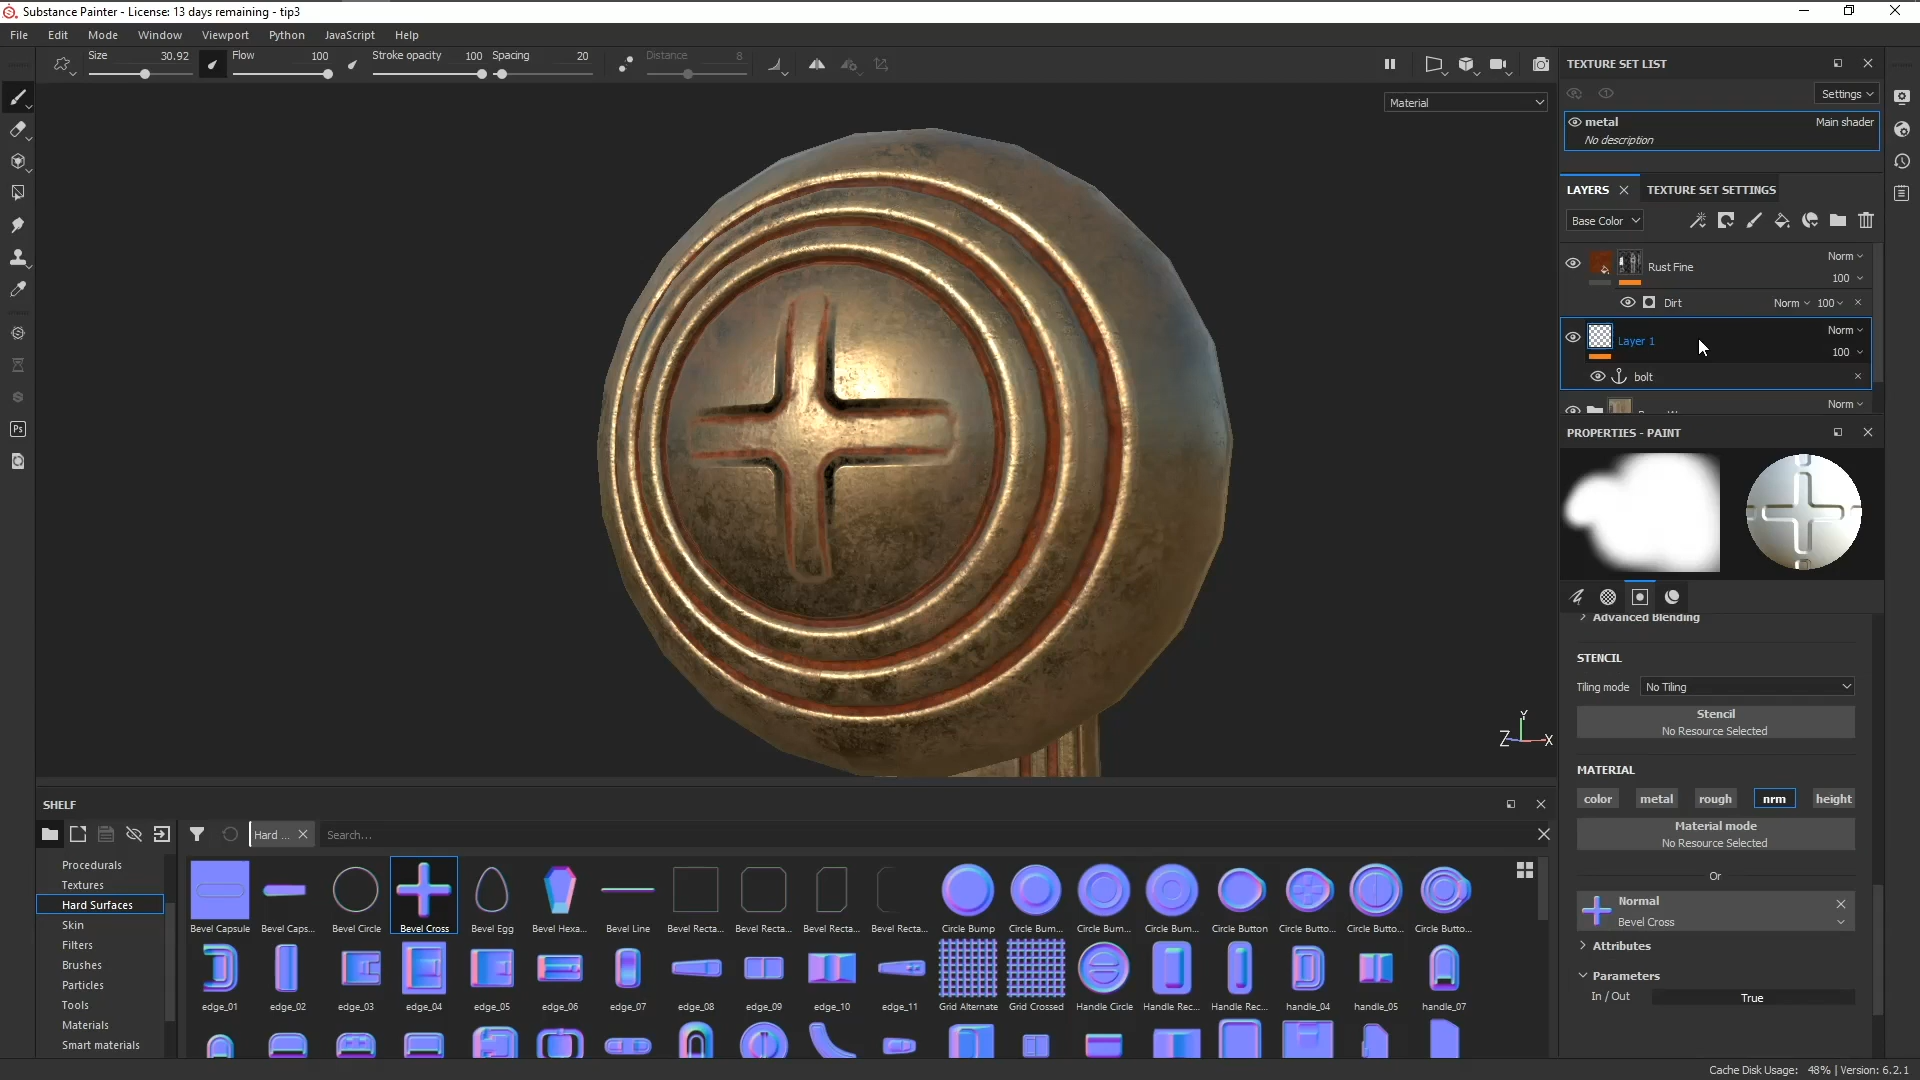 Substance Painter - License: 13 days remaining - tip3
File Edit Mode Window Viewport Python JavaScript Help
Size 30.92 Flow 100 Stroke opacity 100 Spacing 20 Distance 8
Material
TEXTURE SET LIST
Settings
metal Main shader
No description
LAYERS TEXTURE SET SETTINGS
Base Color
Norm
Rust Fine
100
Dirt Norm 100
Norm
Layer 1
100
bolt
Norm
PROPERTIES - PAINT
Advanced Blending
STENCIL
Tiling mode No Tiling
Stencil
No Resource Selected
Y
Z X
MATERIAL
color metal rough nrm height
Material mode
No Resource Selected
Or
Normal
Bevel Cross
Attributes
Parameters
In / Out True
Ps
SHELF
Hard ... Search...
Procedurals
Textures
Hard Surfaces
Skin
Filters
Brushes
Particles
Tools
Materials
Smart materials
Bevel Capsule Bevel Caps... Bevel Circle Bevel Cross Bevel Egg Bevel Hexa... Bevel Line Bevel Recta... Bevel Recta... Bevel Recta... Bevel Recta... Circle Bump Circle Bum... Circle Bum... Circle Bum... Circle Button Circle Butto... Circle Butto... Circle Butto...
edge_01 edge_02 edge_03 edge_04 edge_05 edge_06 edge_07 edge_08 edge_09 edge_10 edge_11 Grid Alternate Grid Crossed Handle Circle Handle Rec... Handle Rec... handle_04 handle_05 handle_07
Cache Disk Usage: 48% | Version: 6.2.1